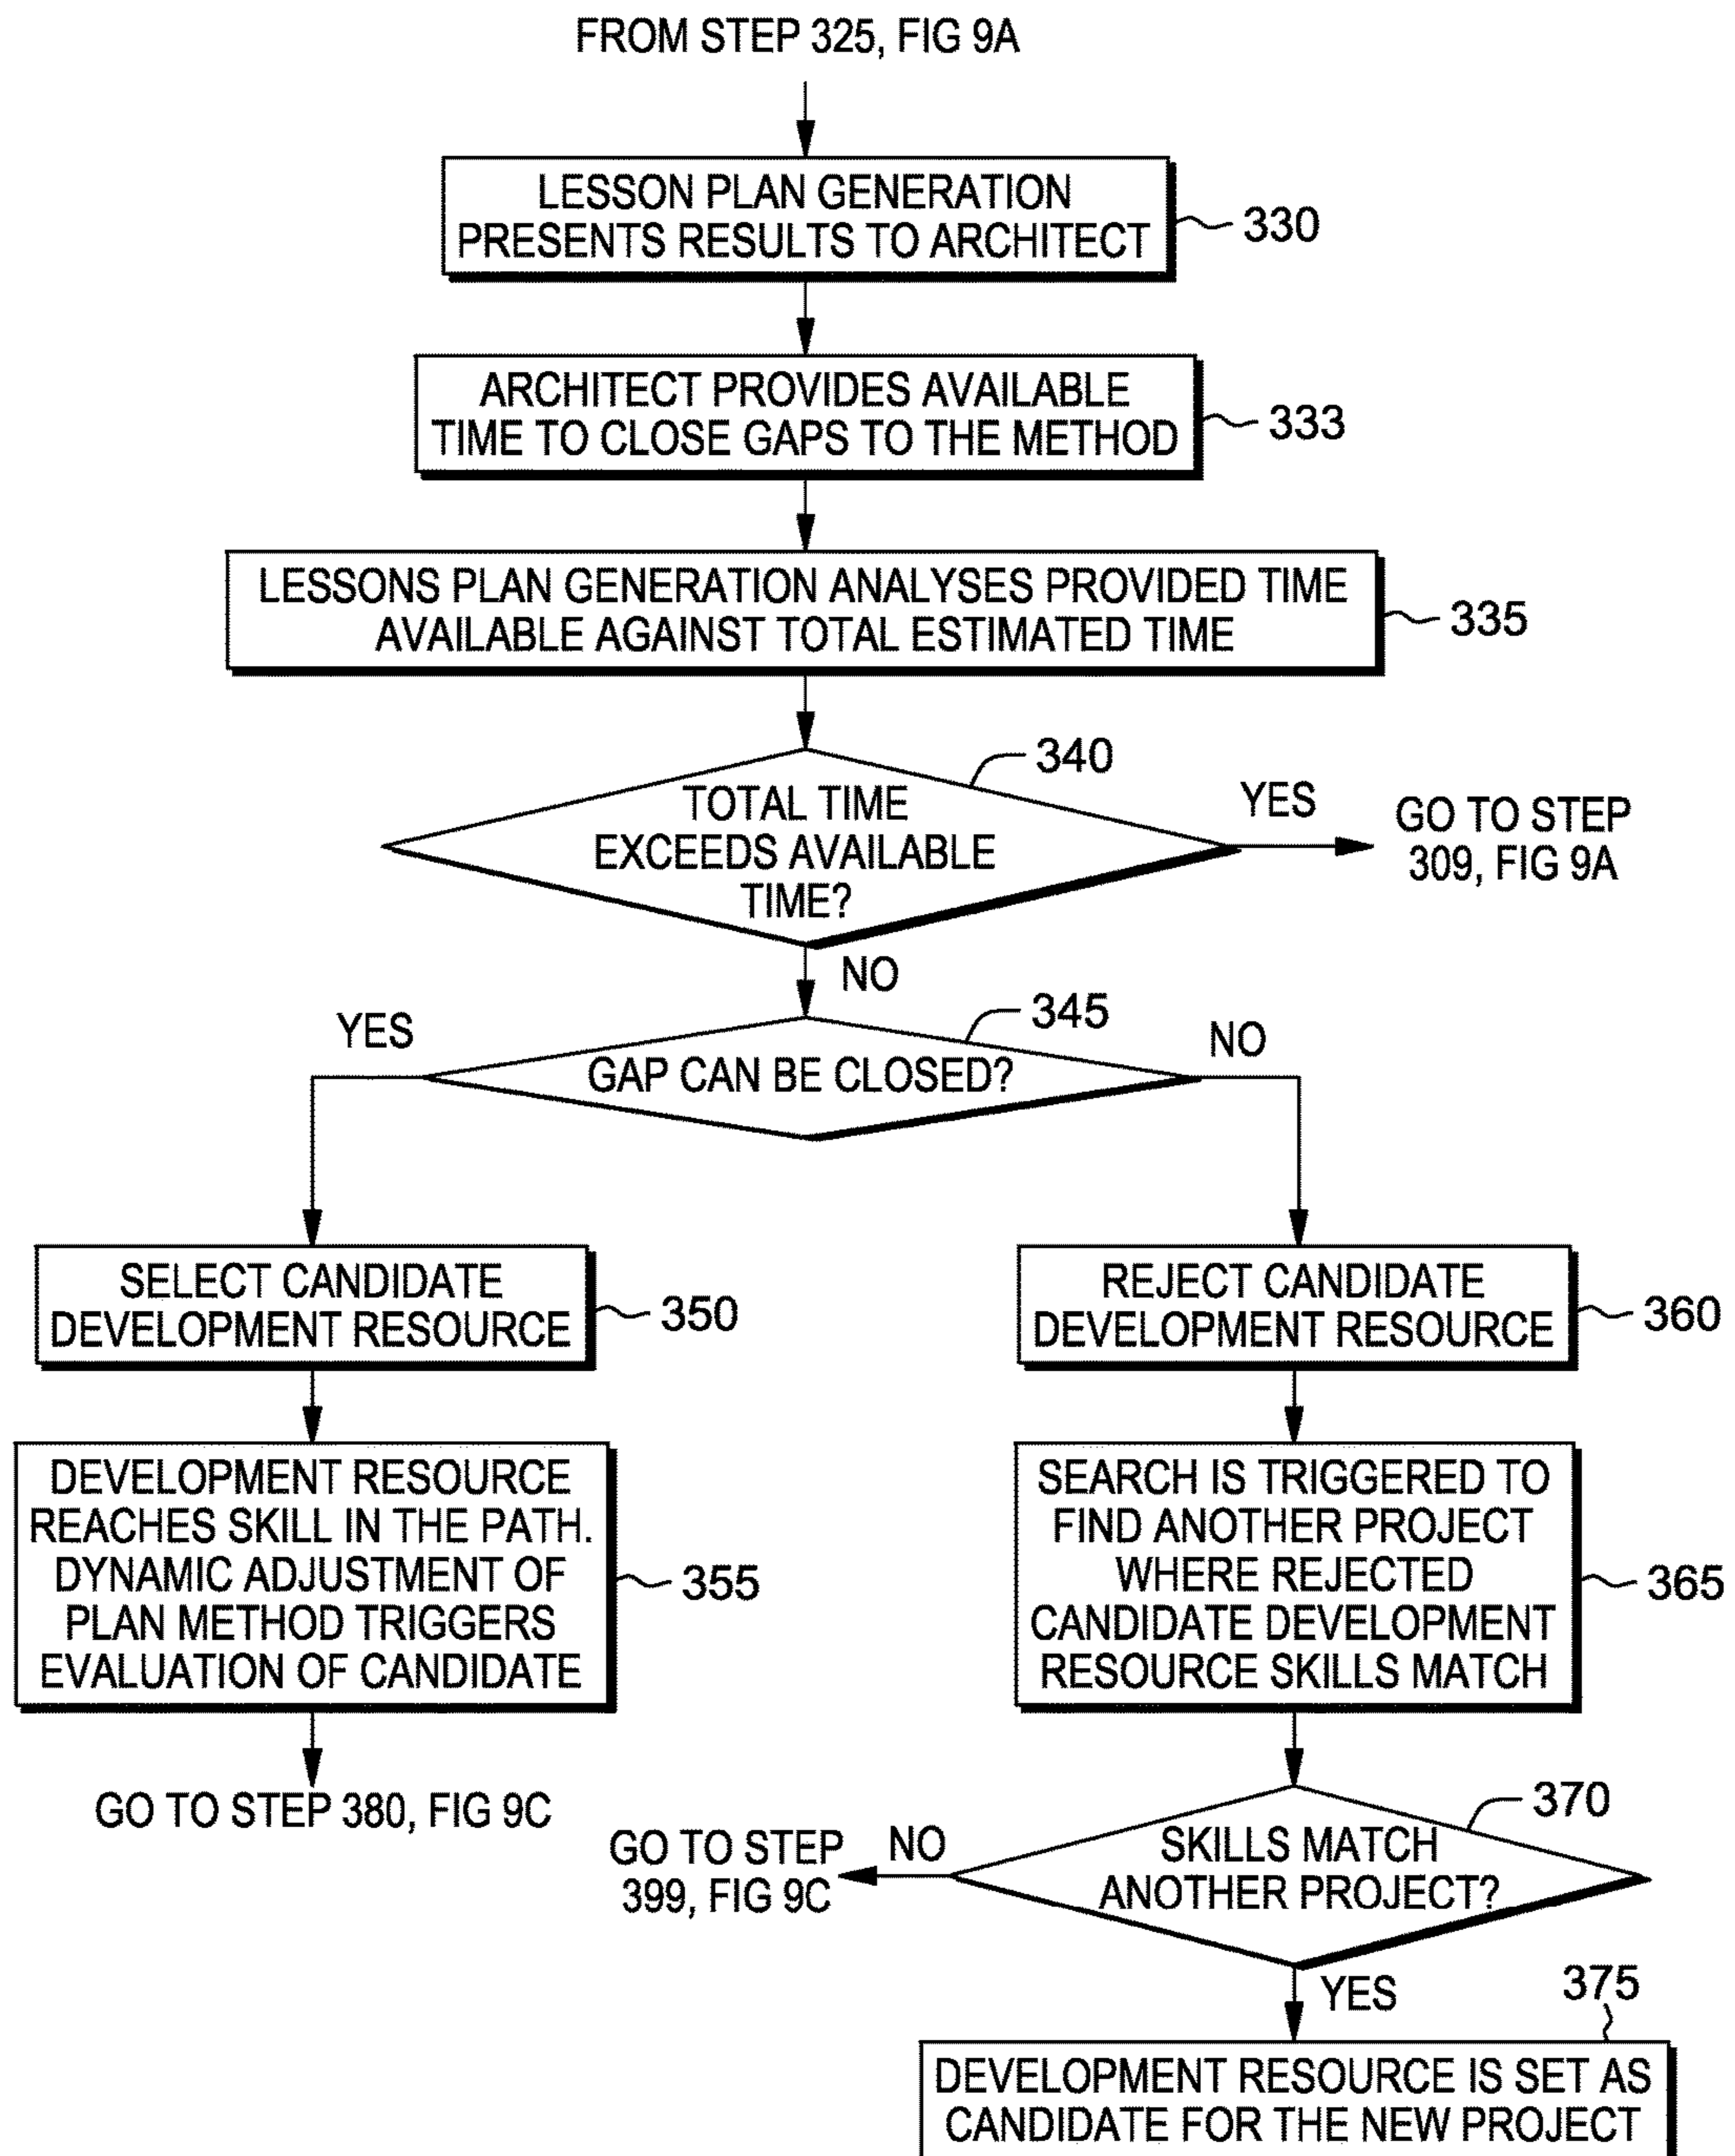 FROM STEP 325, FIG 9A
LESSON PLAN GENERATION
PRESENTS RESULTS TO ARCHITECT
330
ARCHITECT PROVIDES AVAILABLE
TIME TO CLOSE GAPS TO THE METHOD
333
LESSONS PLAN GENERATION ANALYSES PROVIDED TIME
AVAILABLE AGAINST TOTAL ESTIMATED TIME
335
340
TOTAL TIME
EXCEEDS AVAILABLE
TIME?
YES
GO TO STEP
309, FIG 9A
NO
345
YES
GAP CAN BE CLOSED?
NO
SELECT CANDIDATE
DEVELOPMENT RESOURCE
350
REJECT CANDIDATE
DEVELOPMENT RESOURCE
360
DEVELOPMENT RESOURCE
REACHES SKILL IN THE PATH.
DYNAMIC ADJUSTMENT OF
PLAN METHOD TRIGGERS
EVALUATION OF CANDIDATE
355
SEARCH IS TRIGGERED TO
FIND ANOTHER PROJECT
WHERE REJECTED
CANDIDATE DEVELOPMENT
RESOURCE SKILLS MATCH
365
GO TO STEP 380, FIG 9C
370
SKILLS MATCH
ANOTHER PROJECT?
NO
GO TO STEP
399, FIG 9C
YES
375
DEVELOPMENT RESOURCE IS SET AS
CANDIDATE FOR THE NEW PROJECT